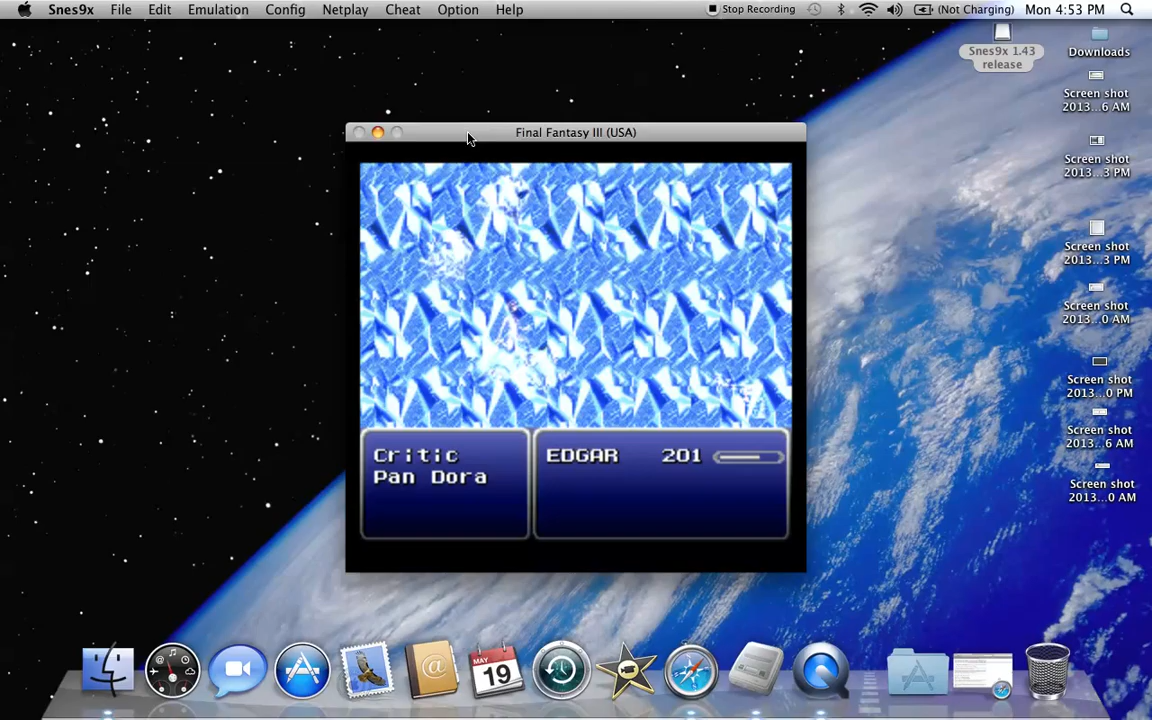 Snes9x File Edit Emulation Config Netplay Cheat Option Help Stop Recording (Not Charging) Mon 4:53 PM
Snes9x 1.43
release
Downloads
Screen shot
2013...6 AM
Screen shot
2013...3 PM
Screen shot
2013...3 PM
Screen shot
2013...0 AM
Screen shot
2013...0 PM
Screen shot
2013...6 AM
Screen shot
2013...0 AM
Final Fantasy III (USA)
Critic
Pan Dora
EDGAR 201
MAY
19